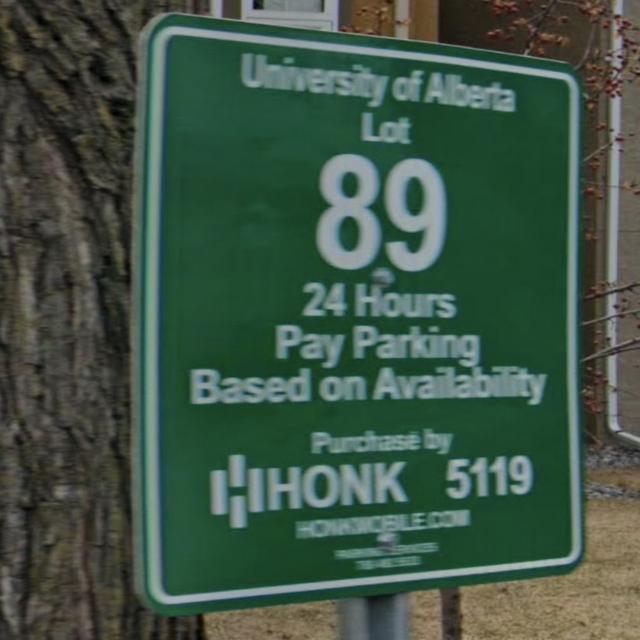 University of Alberta
Lot
89
24 Hours
Pay Parking
Based on Availability
Purchase by
HONK 5119
HONKMOBILE.COM